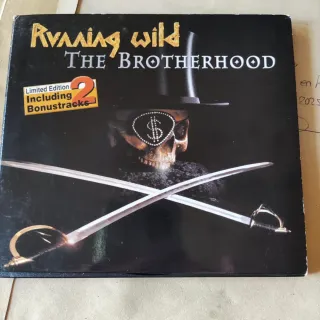 Running wild
THE BROTHERHOOD
Limited Edition
Including 2
Bonustracks
$